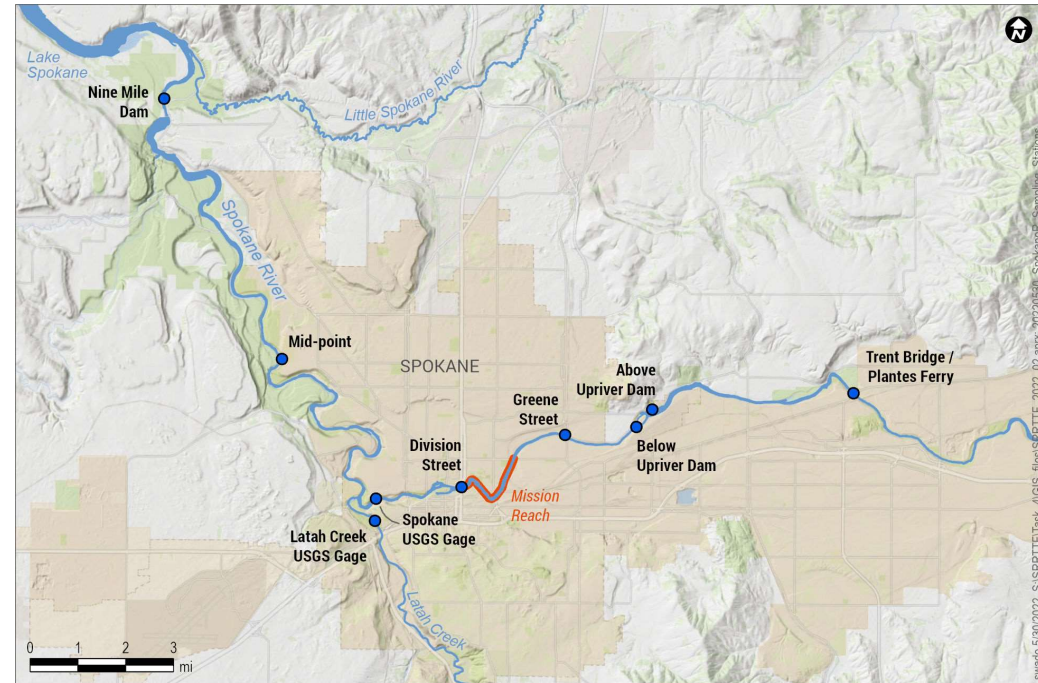 N
Lake
Spokane
Nine Mile
Dam
Little Spokane River
Spokane River
Mid-point
SPOKANE
Trent Bridge /
Plantes Ferry
Above
Upriver Dam
Greene
Street
Below
Upriver Dam
Division
Street
Mission
Reach
Spokane
USGS Gage
Latah Creek
USGS Gage
Latah Creek
0 1 2 3
mi